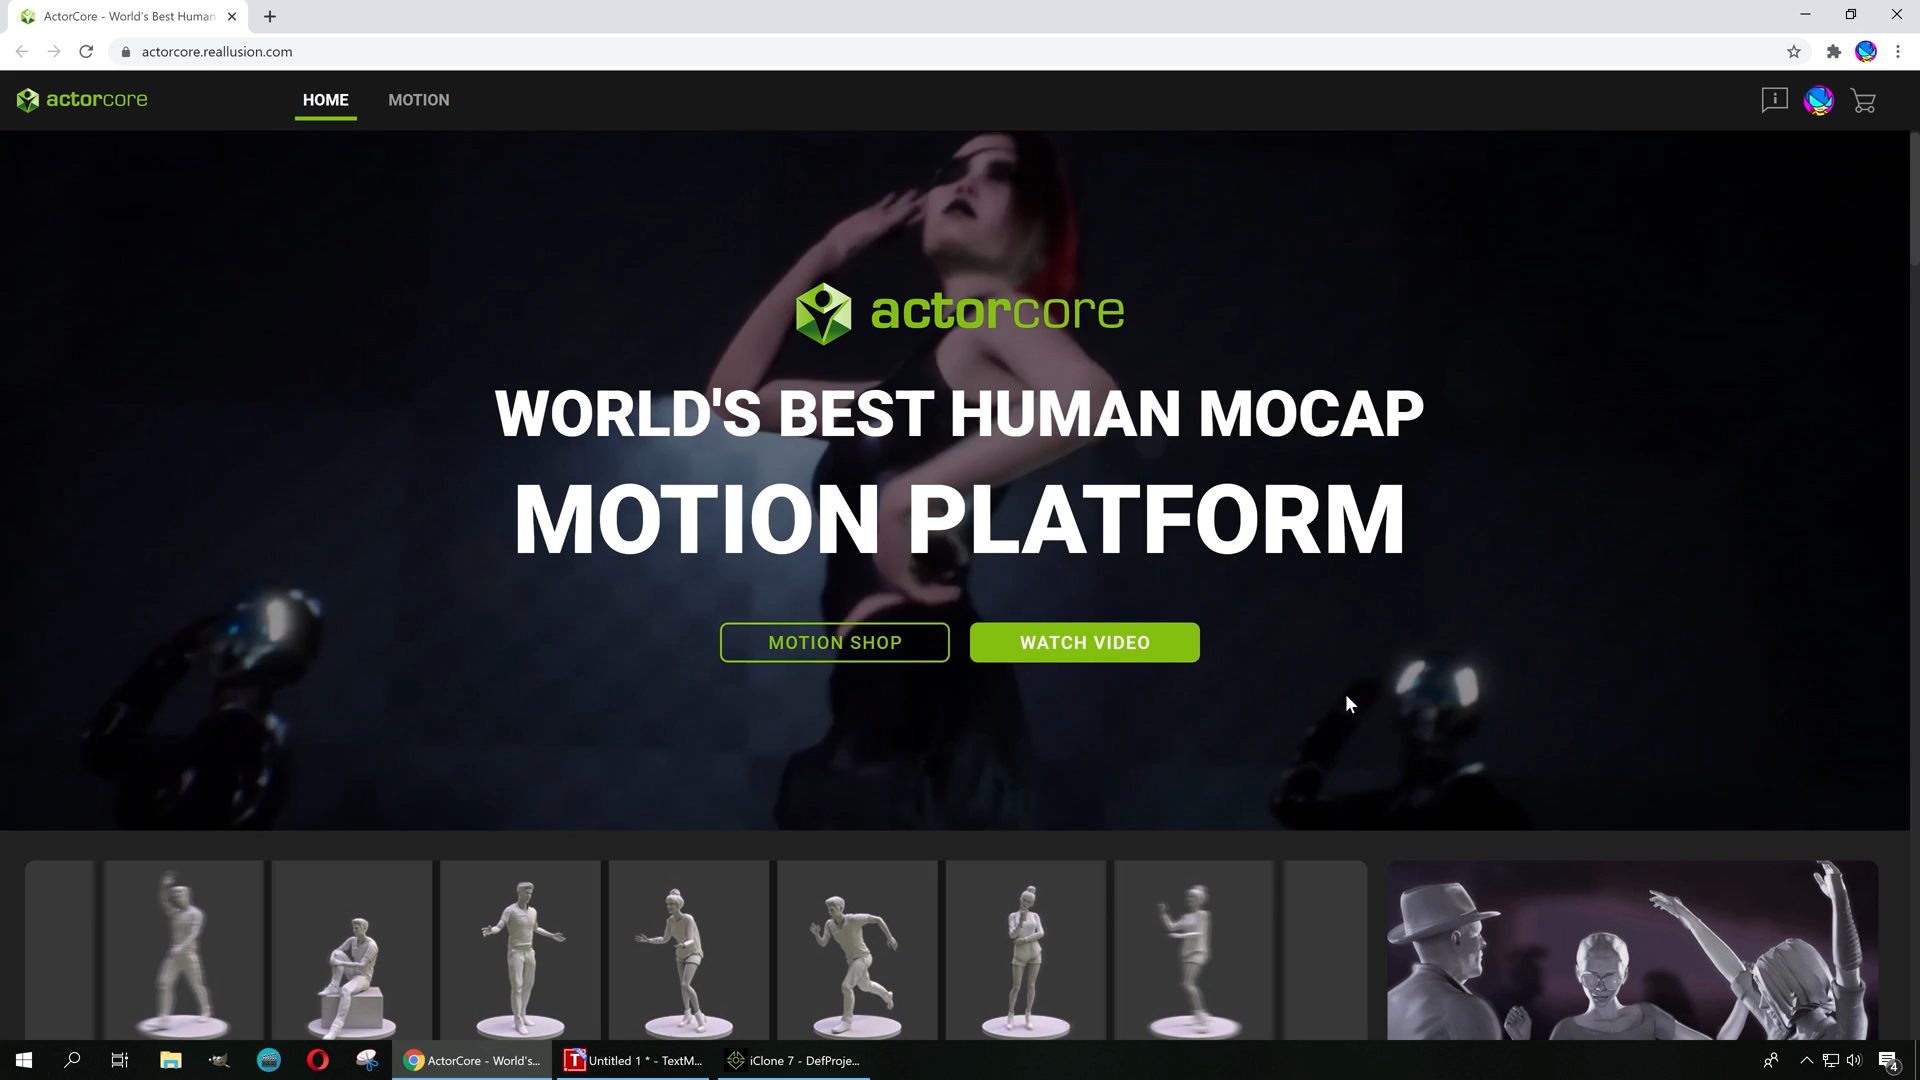 ActorCore - World's Best Human
actorcore.reallusion.com
actorcore
HOME
MOTION
actorcore
WORLD'S BEST HUMAN MOCAP
MOTION PLATFORM
MOTION SHOP
WATCH VIDEO
ActorCore - World's...
Untitled 1 * - TextM...
iClone 7 - DefProje...
4